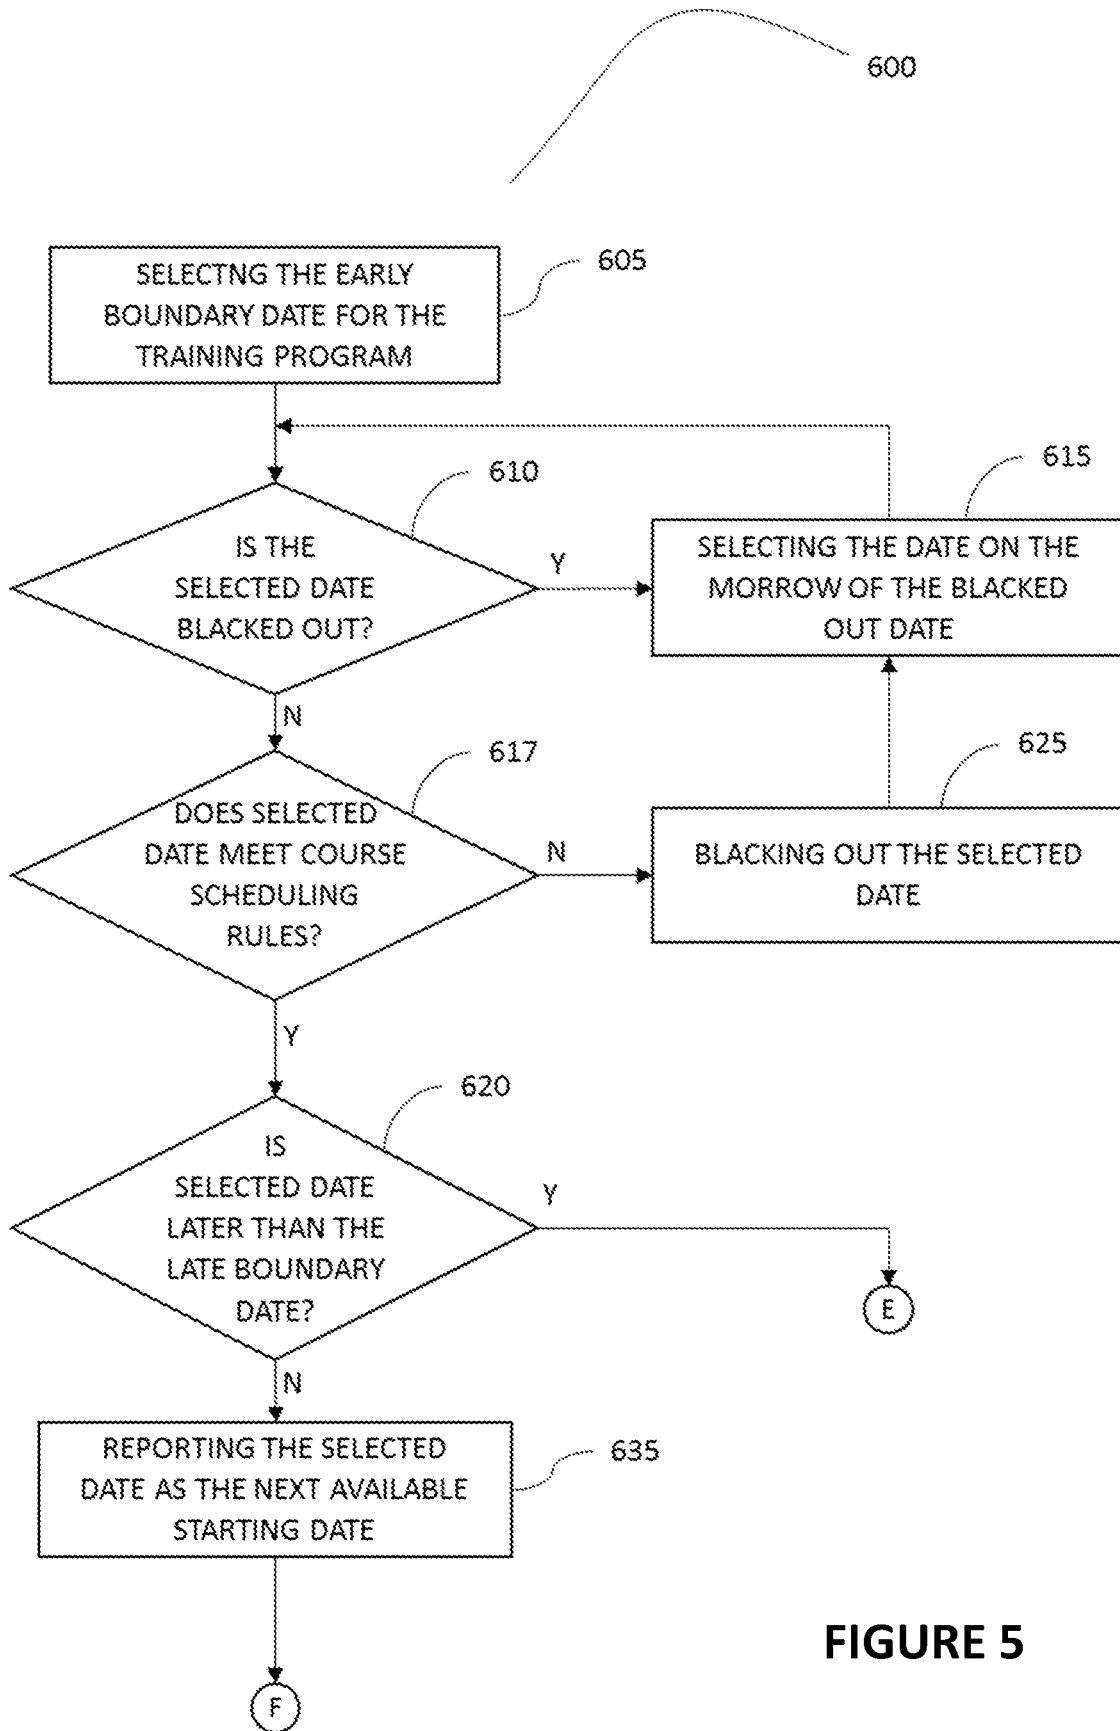 600
SELECTNG THE EARLY
BOUNDARY DATE FOR THE
TRAINING PROGRAM
605
610
IS THE
SELECTED DATE
BLACKED OUT?
Y
615
SELECTING THE DATE ON THE
MORROW OF THE BLACKED
OUT DATE
N
617
DOES SELECTED
DATE MEET COURSE
SCHEDULING
RULES?
N
625
BLACKING OUT THE SELECTED
DATE
Y
620
IS
SELECTED DATE
LATER THAN THE
LATE BOUNDARY
DATE?
Y
E
N
REPORTING THE SELECTED
DATE AS THE NEXT AVAILABLE
STARTING DATE
635
FIGURE 5
F